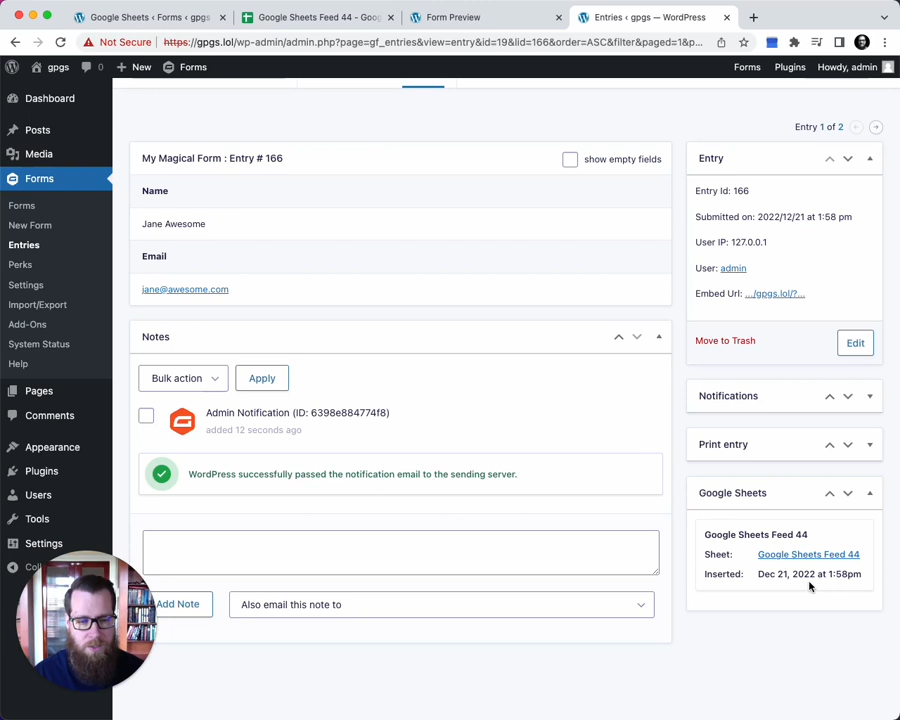 Google Sheets ‹ Forms ‹ gpgs
Google Sheets Feed 44 - Goog
Form Preview
Entries ‹ gpgs — WordPress
Not Secure
https://gpgs.lol/wp-admin/admin.php?page=gf_entries&view=entry&id=19&lid=166&order=ASC&filter&paged=1&p...
gpgs
0
New
Forms
Forms
Plugins
Howdy, admin
Dashboard
Posts
Media
Forms
Forms
New Form
Entries
Perks
Settings
Import/Export
Add-Ons
System Status
Help
Pages
Comments
Appearance
Plugins
Users
Tools
Settings
Entry 1 of 2
My Magical Form : Entry # 166
show empty fields
Name
Jane Awesome
Email
jane@awesome.com
Notes
Bulk action
Apply
Admin Notification (ID: 6398e884774f8)
added 12 seconds ago
WordPress successfully passed the notification email to the sending server.
Add Note
Also email this note to
Entry
Entry Id: 166
Submitted on: 2022/12/21 at 1:58 pm
User IP: 127.0.0.1
User: admin
Embed Url: .../gpgs.lol/?...
Move to Trash
Edit
Notifications
Print entry
Google Sheets
Google Sheets Feed 44
Sheet: Google Sheets Feed 44
Inserted: Dec 21, 2022 at 1:58pm